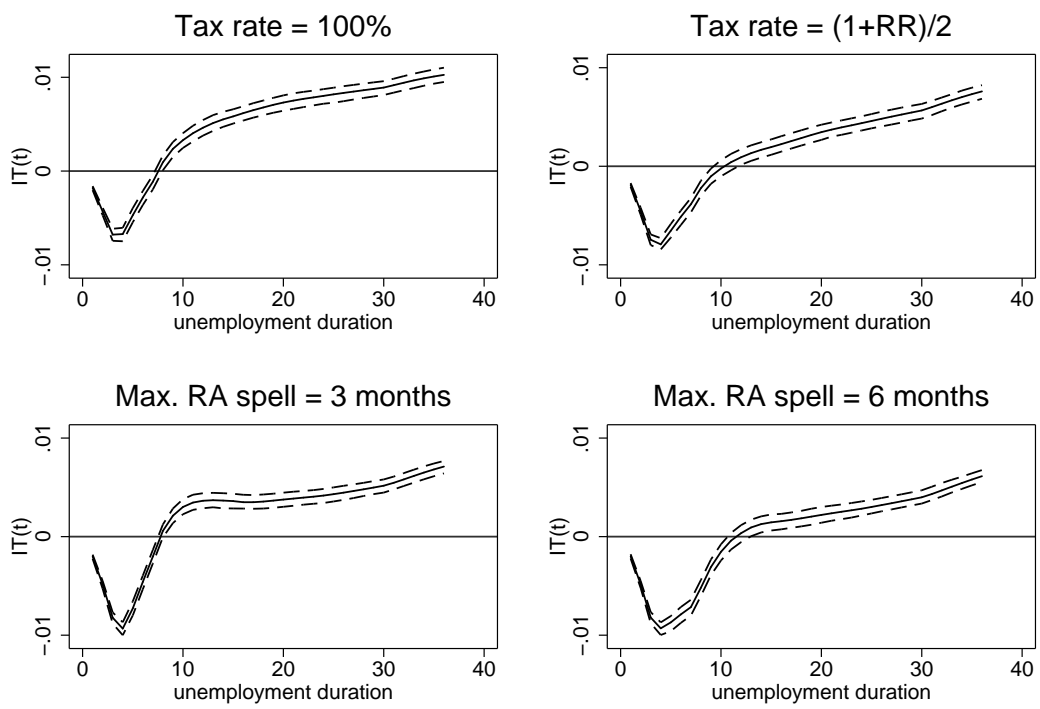 Tax rate = 100%
IT(t)
.01
0
−.01
0 10 20 30 40
unemployment duration
Tax rate = (1+RR)/2
IT(t)
.01
0
−.01
0 10 20 30 40
unemployment duration
Max. RA spell = 3 months
IT(t)
.01
0
−.01
0 10 20 30 40
unemployment duration
Max. RA spell = 6 months
IT(t)
.01
0
−.01
0 10 20 30 40
unemployment duration